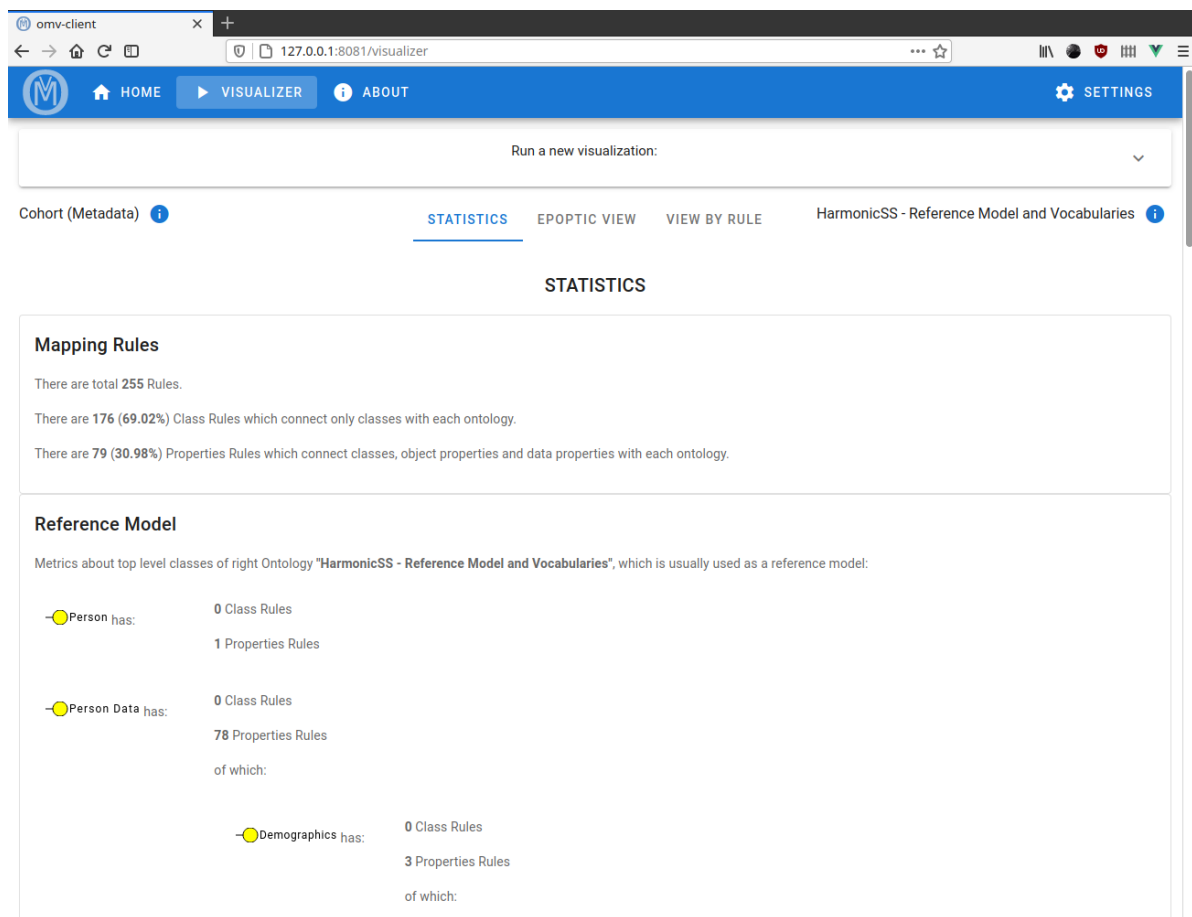 omv-client
127.0.0.1:8081/visualizer
M HOME VISUALIZER ABOUT SETTINGS
Run a new visualization:
Cohort (Metadata) STATISTICS EPOPTIC VIEW VIEW BY RULE HarmonicSS - Reference Model and Vocabularies
STATISTICS
Mapping Rules
There are total 255 Rules.
There are 176 (69.02%) Class Rules which connect only classes with each ontology.
There are 79 (30.98%) Properties Rules which connect classes, object properties and data properties with each ontology.
Reference Model
Metrics about top level classes of right Ontology "HarmonicSS - Reference Model and Vocabularies", which is usually used as a reference model:
Person has: 0 Class Rules
1 Properties Rules
Person Data has: 0 Class Rules
78 Properties Rules
of which:
Demographics has: 0 Class Rules
3 Properties Rules
of which: